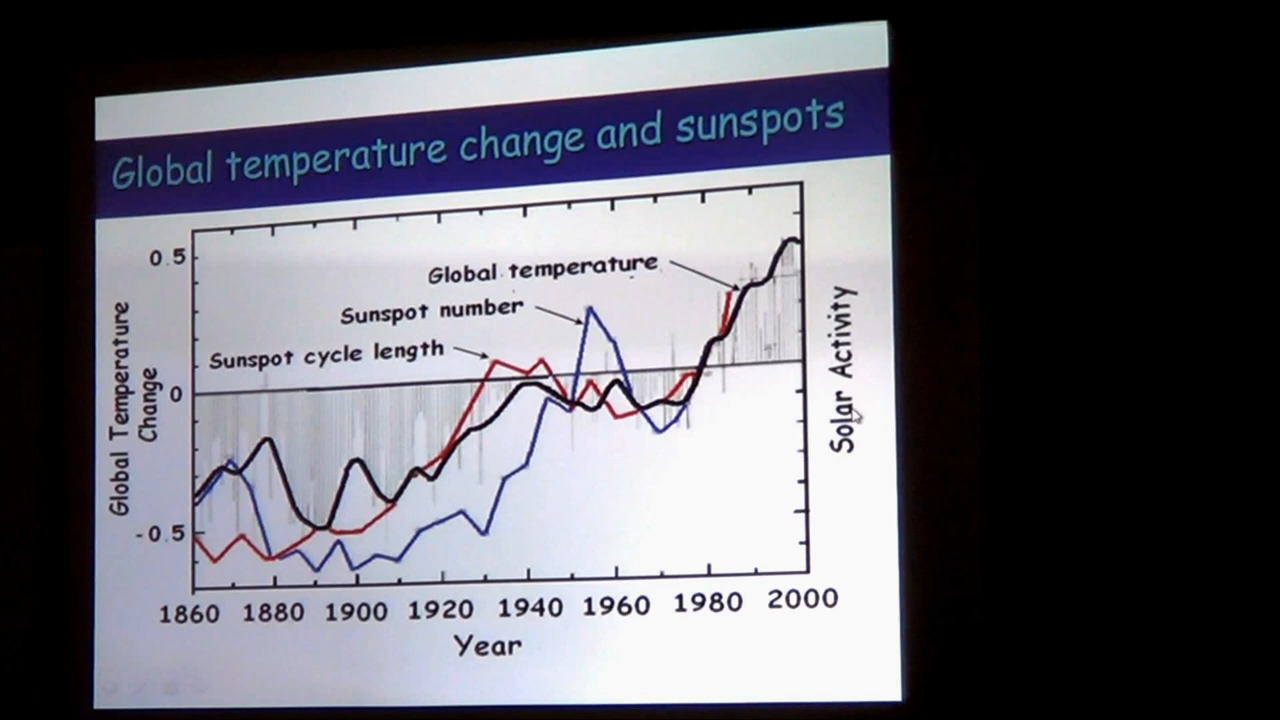 Global temperature change and sunspots
0.5
Global temperature
Sunspot number
Sunspot cycle length
0
-0.5
Global Temperature
Change
Solar Activity
1860 1880 1900 1920 1940 1960 1980 2000
Year